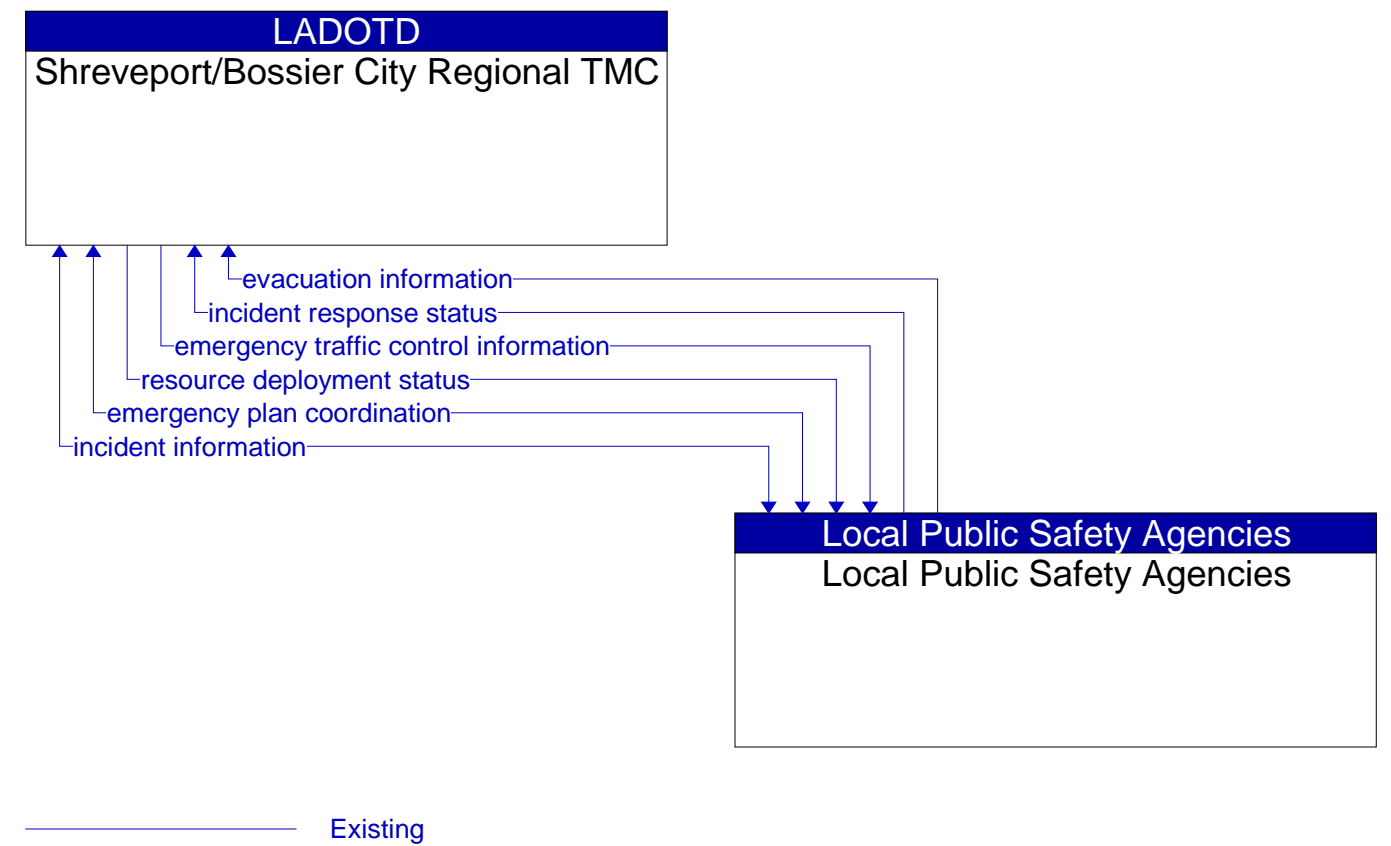 LADOTD
Shreveport/Bossier City Regional TMC
evacuation information
incident response status
emergency traffic control information
resource deployment status
emergency plan coordination
incident information
Local Public Safety Agencies
Local Public Safety Agencies
Existing